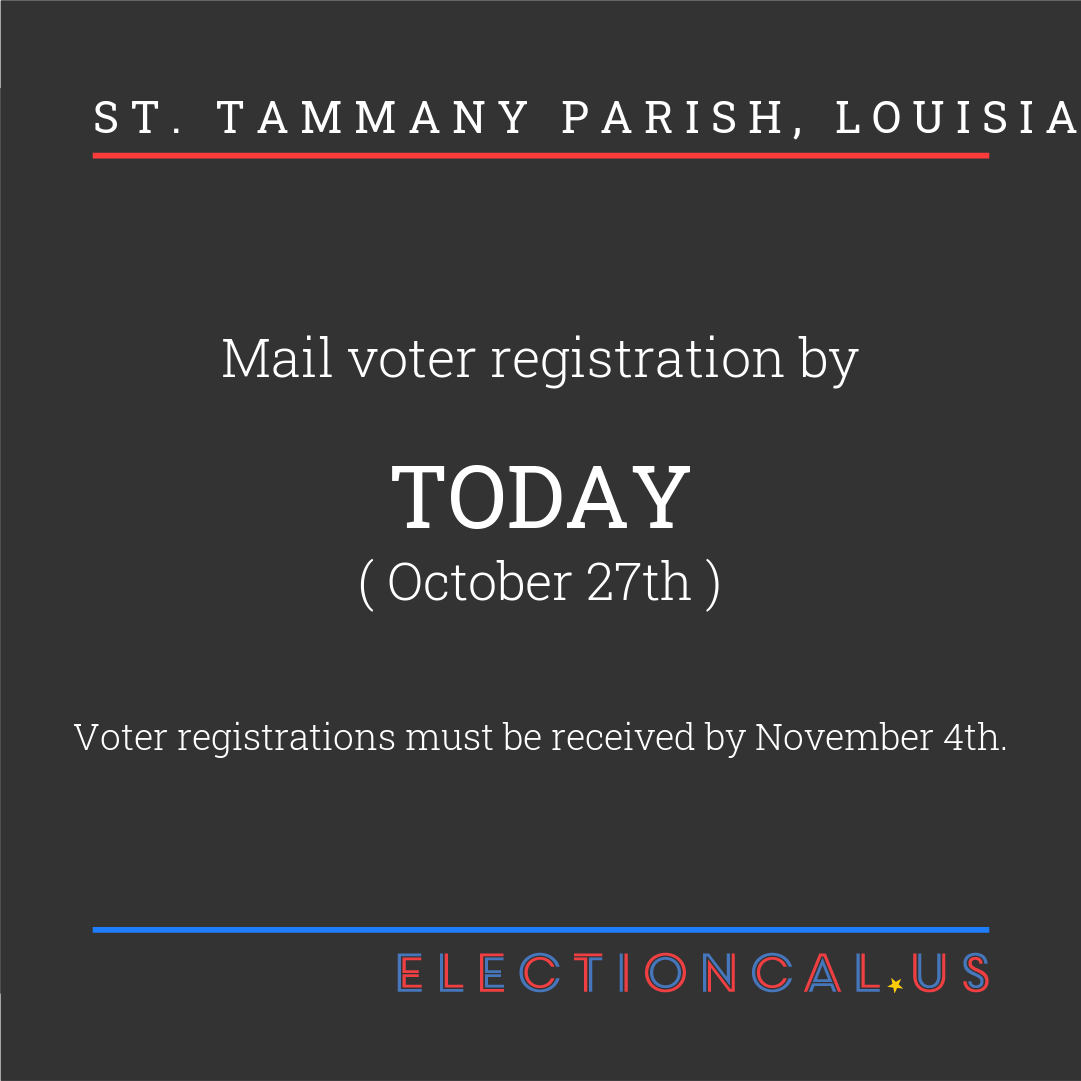 ST. TAMMANY PARISH, LOUISIA
Mail voter registration by
TODAY
( October 27th )
Voter registrations must be received by November 4th.
ELECTIONCAL.US